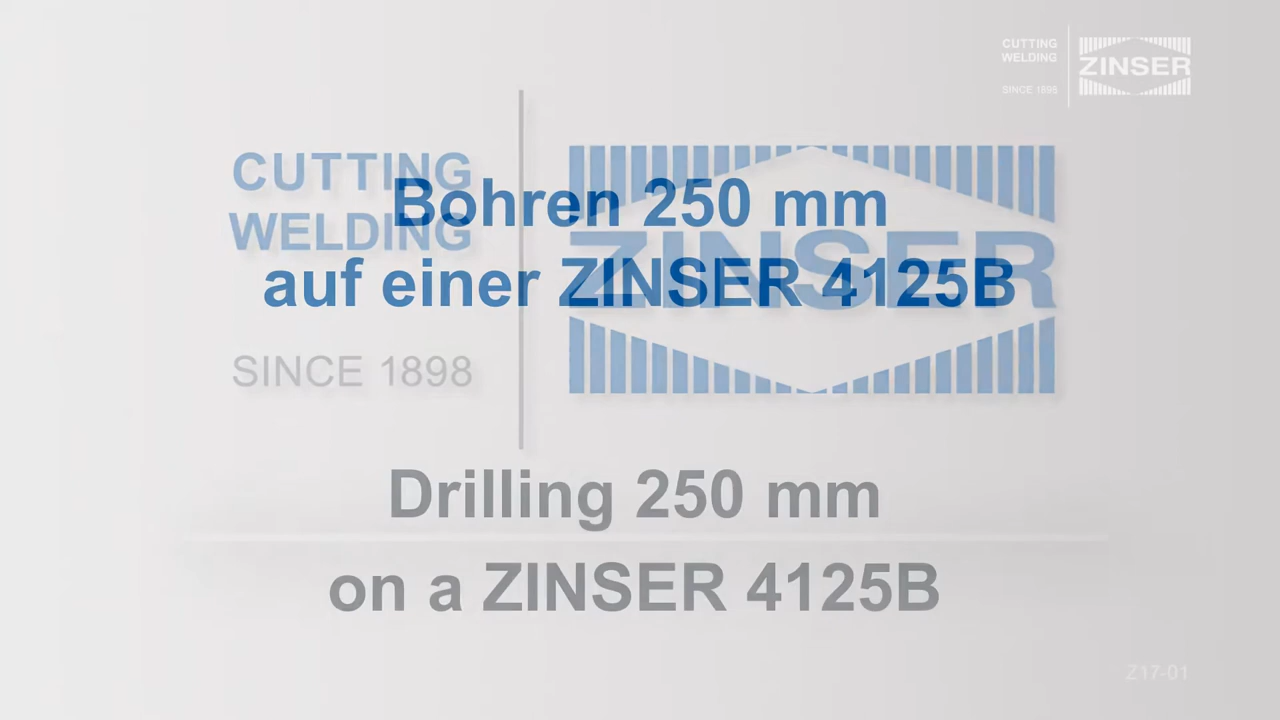 CUTTING
WELDING
SINCE 1898
ZINSER
CUTTING
WELDING
SINCE 1898
ZINSER
Bohren 250 mm
auf einer ZINSER 4125B
Drilling 250 mm
on a ZINSER 4125B
Z17-01